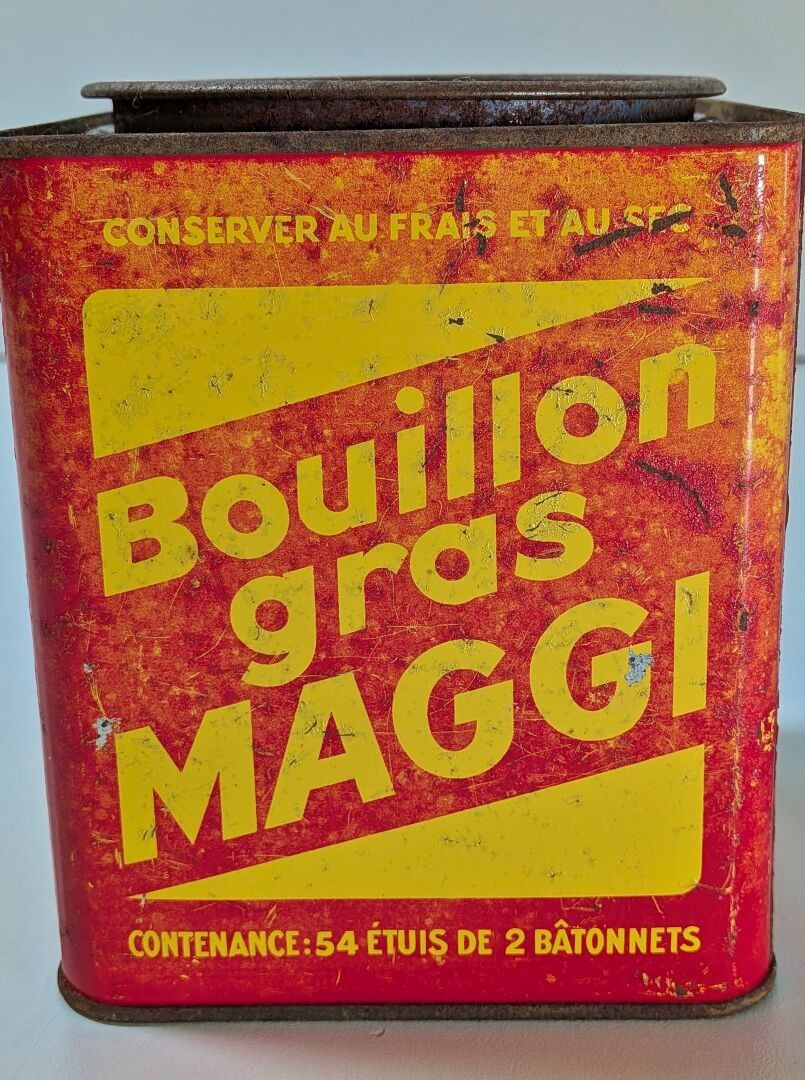 CONSERVER AU FRAIS ET AU SEC
Bouillon
gras
MAGGI
CONTENANCE: 54 ÉTUIS DE 2 BÂTONNETS